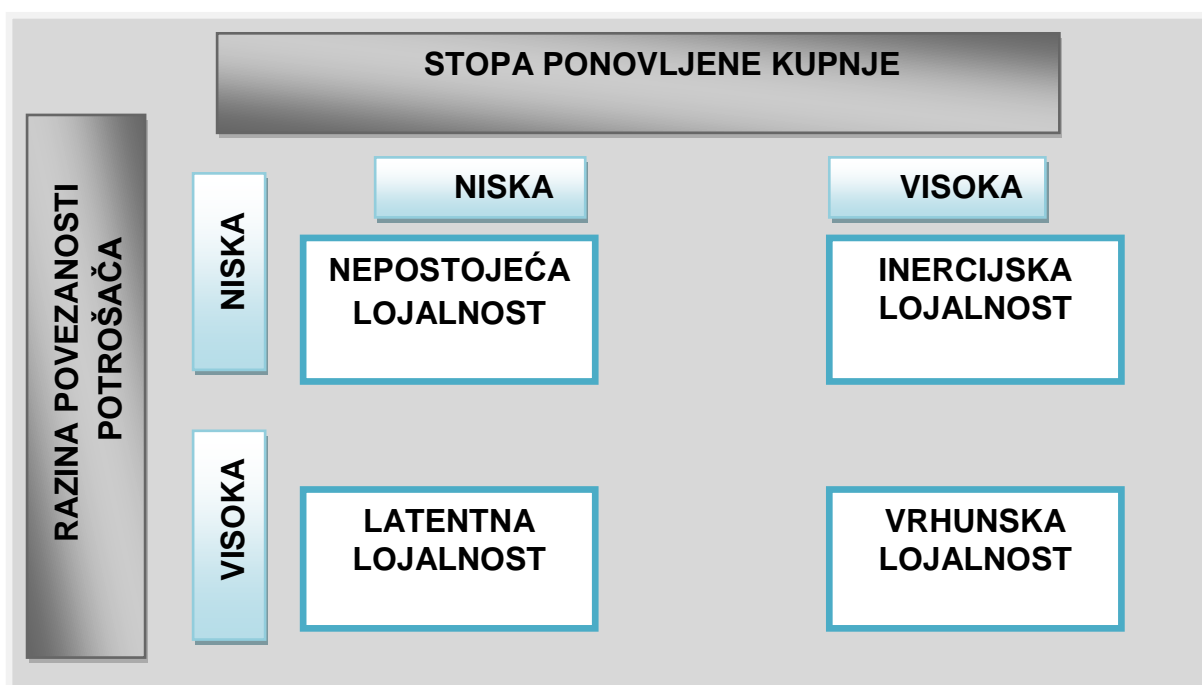 STOPA PONOVLJENE KUPNJE
RAZINA POVEZANOSTI
POTROŠAČA
NISKA
VISOKA
NISKA
NEPOSTOJEĆA
LOJALNOST
INERCIJSKA
LOJALNOST
VISOKA
LATENTNA
LOJALNOST
VRHUNSKA
LOJALNOST